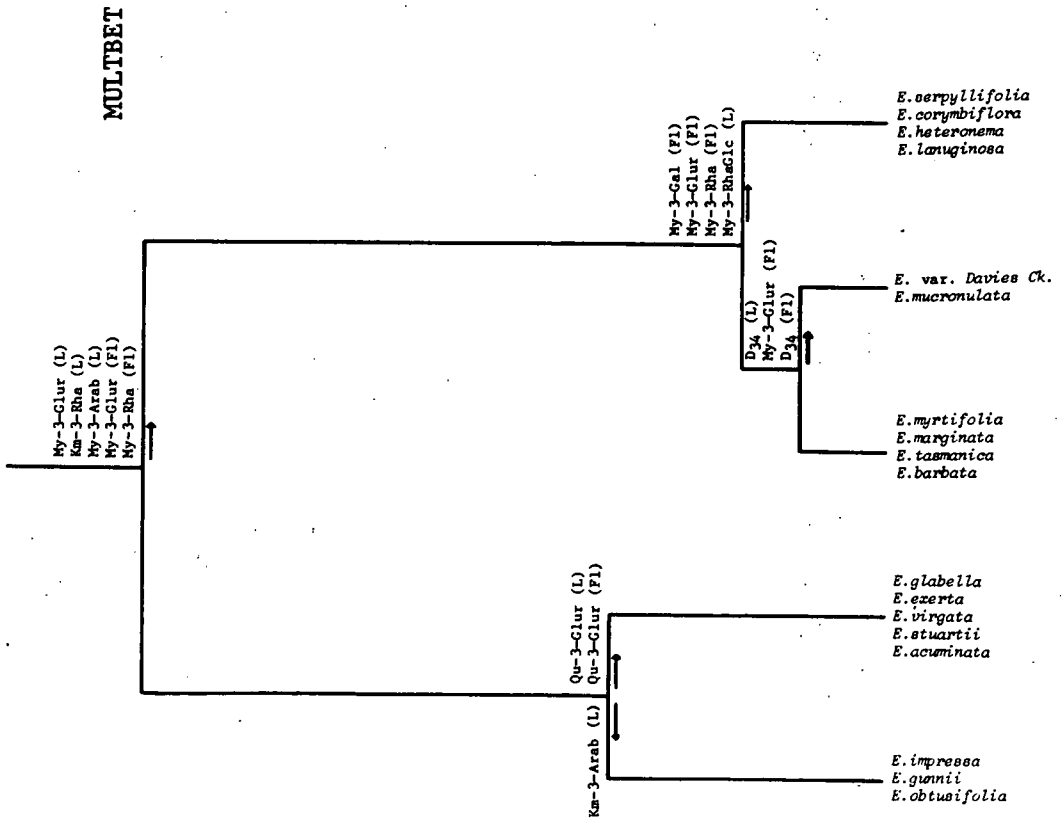 MULTBET
My-3-Glur (L)
Km-3-Rha (L)
My-3-Arab (L)
My-3-Glur (Fl)
My-3-Rha (Fl)
My-3-Gal (Fl)
My-3-Glur (Fl)
My-3-Rha (Fl)
My-3-RhaGlc (L)
D34 (L)
My-3-Glur (Fl)
D34 (Fl)
Qu-3-Glur (L)
Qu-3-Glur (Fl)
Km-3-Arab (L)
E.serpyllifolia
E.corymbiflora
E.heteronema
E.lanuginosa
E. var. Davies Ck.
E.mucronulata
E.myrtifolia
E.marginata
E.tasmanica
E.barbata
E.glabella
E.exerta
E.virgata
E.stuartii
E.acuminata
E.impressa
E.gunnii
E.obtusifolia